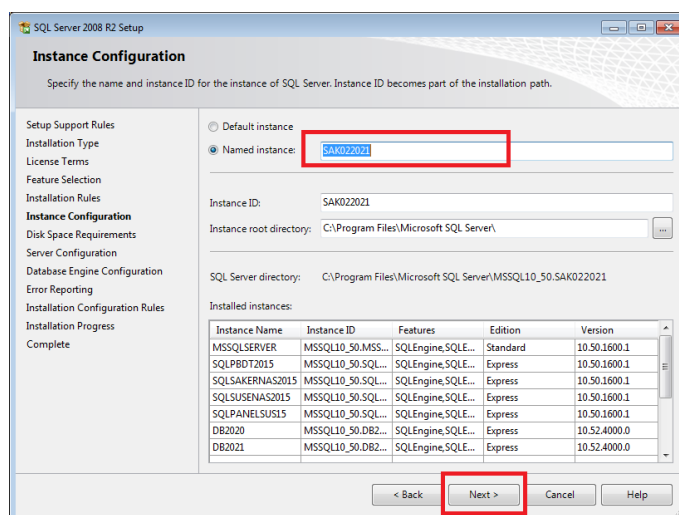 SQL Server 2008 R2 Setup
Instance Configuration
Specify the name and instance ID for the instance of SQL Server. Instance ID becomes part of the installation path.
Setup Support Rules
Installation Type
License Terms
Feature Selection
Installation Rules
Instance Configuration
Disk Space Requirements
Server Configuration
Database Engine Configuration
Error Reporting
Installation Configuration Rules
Installation Progress
Complete
Default instance
Named instance: SAK022021
Instance ID: SAK022021
Instance root directory: C:\Program Files\Microsoft SQL Server\ ...
SQL Server directory: C:\Program Files\Microsoft SQL Server\MSSQL10_50.SAK022021
Installed instances:
Instance Name Instance ID Features Edition Version
MSSQLSERVER MSSQL10_50.MSS... SQLEngine,SQLE... Standard 10.50.1600.1
SQLPBDT2015 MSSQL10_50.SQL... SQLEngine,SQLE... Express 10.50.1600.1
SQLSAKERNAS2015 MSSQL10_50.SQL... SQLEngine,SQLE... Express 10.50.1600.1
SQLSUSENAS2015 MSSQL10_50.SQL... SQLEngine,SQLE... Express 10.50.1600.1
SQLPANELSUS15 MSSQL10_50.SQL... SQLEngine,SQLE... Express 10.50.1600.1
DB2020 MSSQL10_50.DB2... SQLEngine,SQLE... Express 10.52.4000.0
DB2021 MSSQL10_50.DB2... SQLEngine,SQLE... Express 10.52.4000.0
< Back Next > Cancel Help